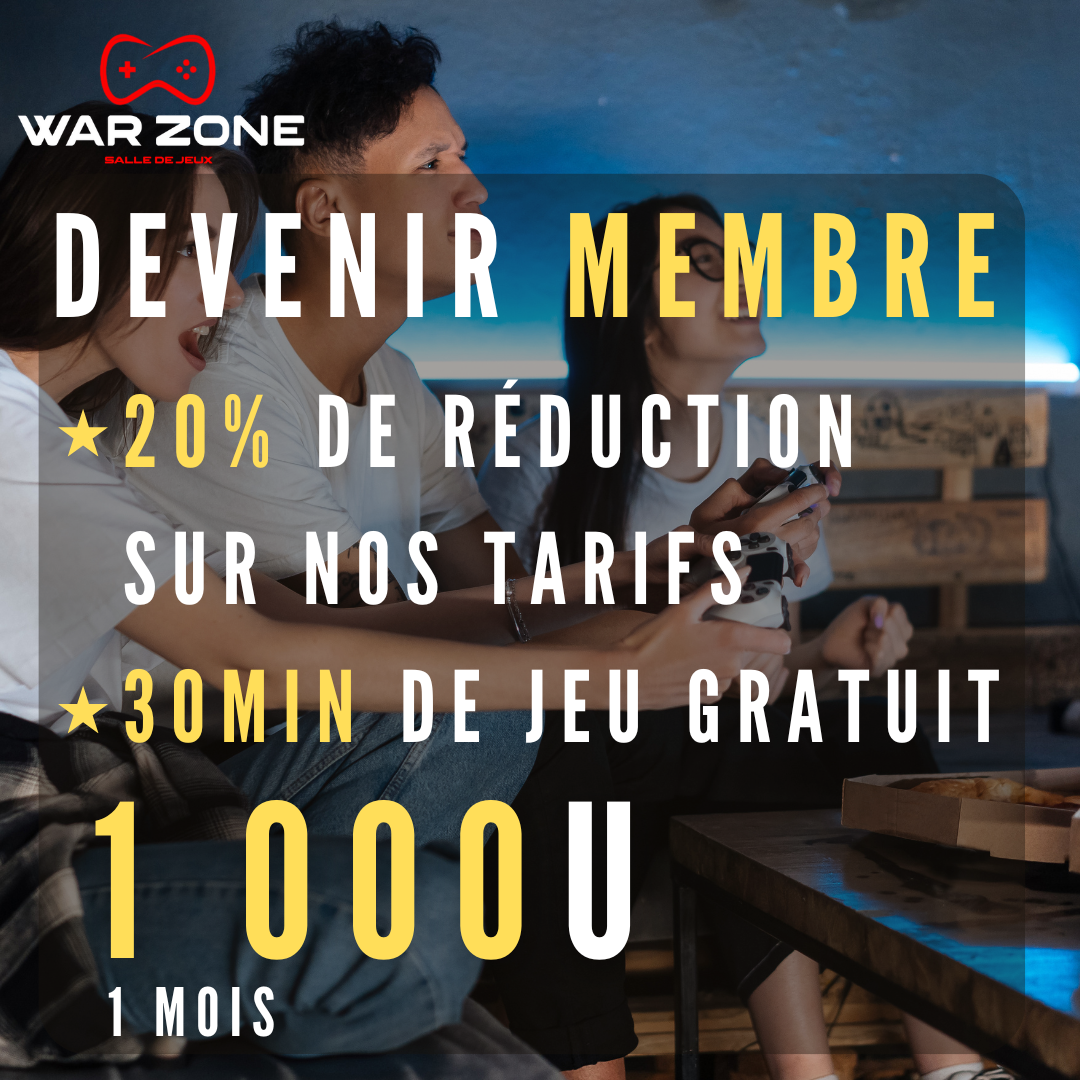 WAR ZONE
SALLE DE JEUX
DEVENIR MEMBRE
★20% DE RÉDUCTION
SUR NOS TARIFS
★30MIN DE JEU GRATUIT
1 000U
1 MOIS